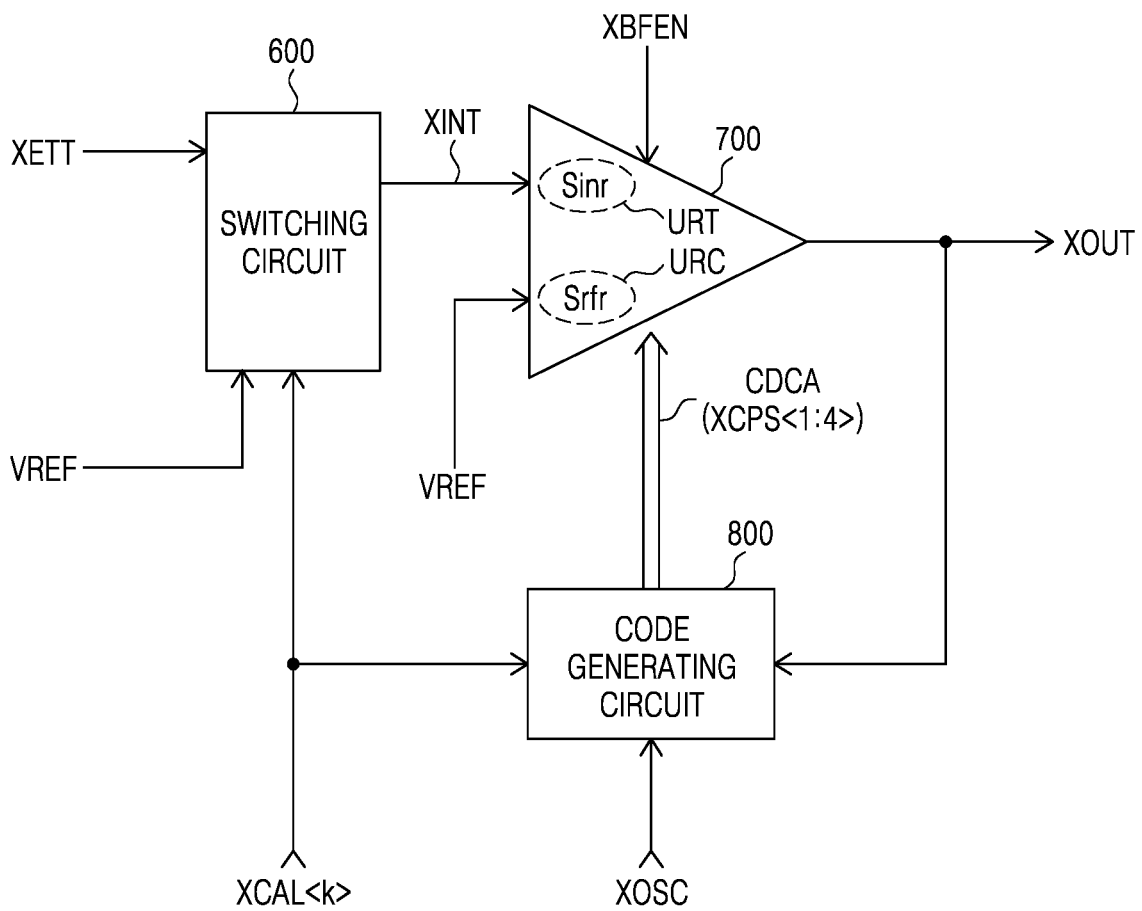 XBFEN
600
XETT
XINT
700
Sinr
SWITCHING
CIRCUIT
URT
URC
XOUT
Srfr
CDCA
(XCPS<1:4>)
VREF
VREF
800
CODE
GENERATING
CIRCUIT
XCAL<k>
XOSC